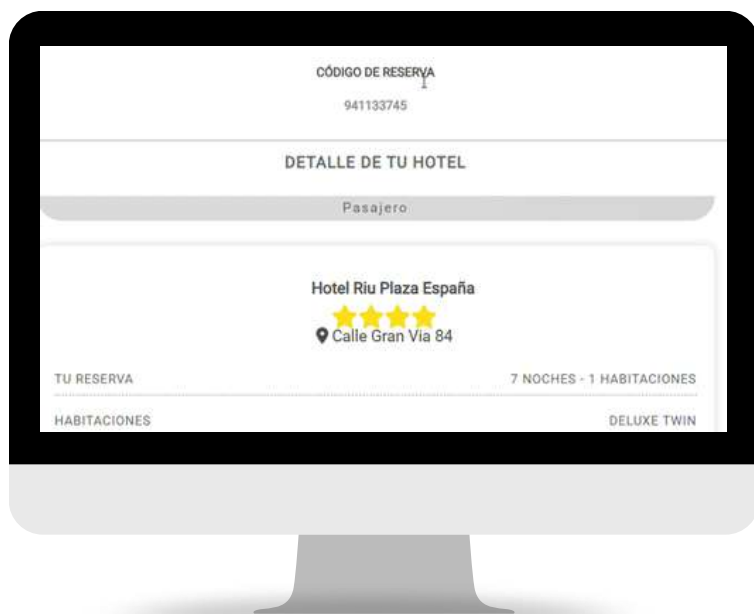 CÓDIGO DE RESERVA
941133745
DETALLE DE TU HOTEL
Pasajero
Hotel Riu Plaza España
Calle Gran Via 84
TU RESERVA 7 NOCHES - 1 HABITACIONES
HABITACIONES DELUXE TWIN